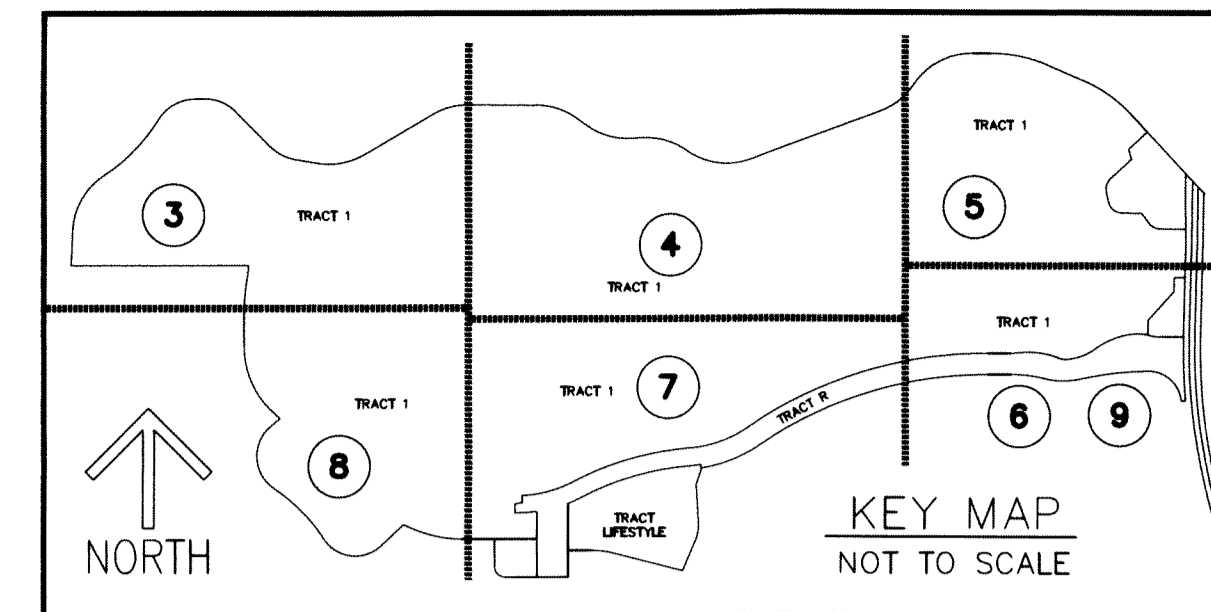 TRACT 1
5
3
TRACT 1
4
TRACT 1
TRACT 1
TRACT 1
7
TRACT 1
TRACT R
6
9
8
TRACT
LIFESTYLE
KEY MAP
NOT TO SCALE
NORTH